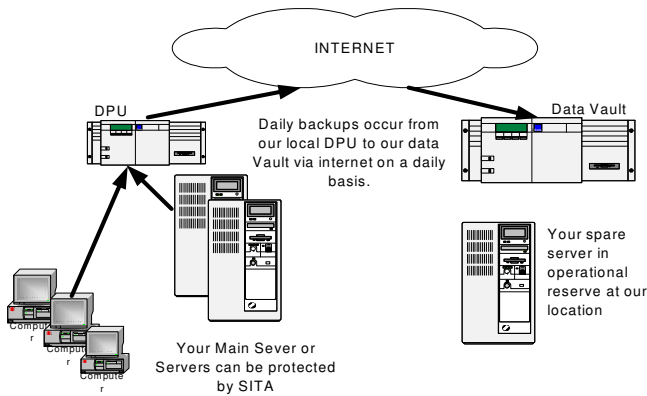 INTERNET
DPU
Data Vault
Daily backups occur from
our local DPU to our data
Vault via internet on a daily
basis.
Your spare
server in
operational
reserve at our
location
Compute
r
Compute
r
Compute
r
Your Main Sever or
Servers can be protected
by SITA